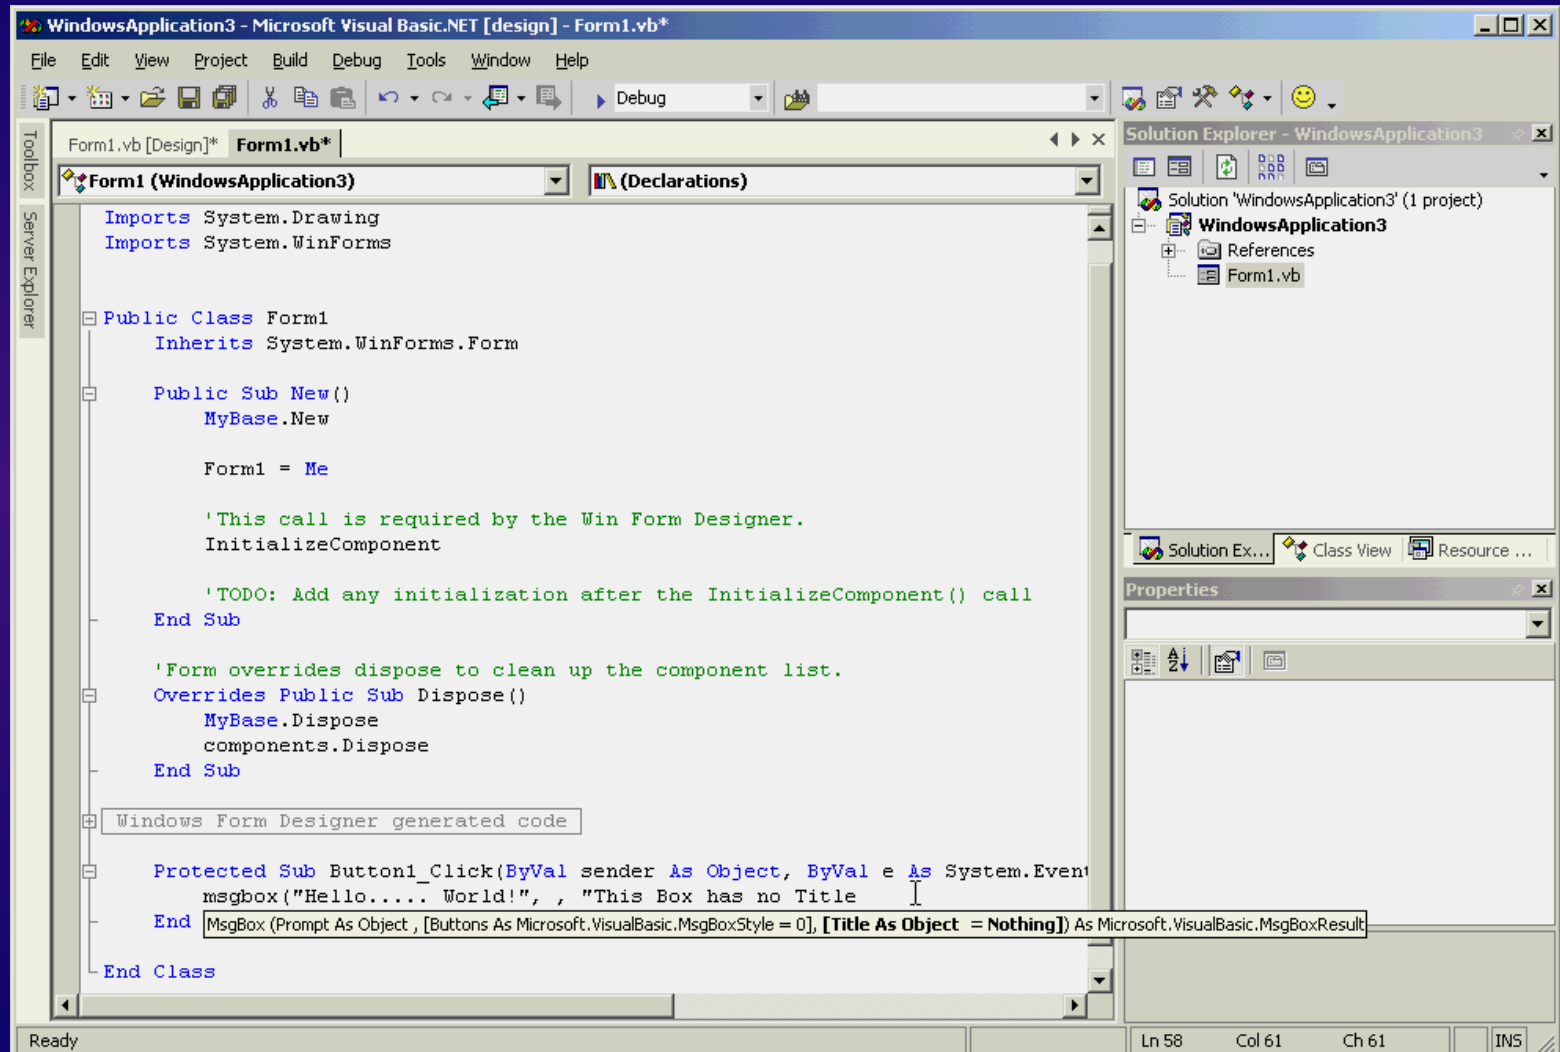 WindowsApplication3 - Microsoft Visual Basic.NET [design] - Form1.vb*
File Edit View Project Build Debug Tools Window Help
Debug
Toolbox
Server Explorer
Form1.vb [Design]* Form1.vb*
Form1 (WindowsApplication3) (Declarations)
Imports System.Drawing
Imports System.WinForms
Public Class Form1
Inherits System.WinForms.Form
Public Sub New()
MyBase.New
Form1 = Me
'This call is required by the Win Form Designer.
InitializeComponent
'TODO: Add any initialization after the InitializeComponent() call
End Sub
'Form overrides dispose to clean up the component list.
Overrides Public Sub Dispose()
MyBase.Dispose
components.Dispose
End Sub
Windows Form Designer generated code
Protected Sub Button1_Click(ByVal sender As Object, ByVal e As System.Event
msgbox("Hello..... World!", , "This Box has no Title
End
MsgBox (Prompt As Object , [Buttons As Microsoft.VisualBasic.MsgBoxStyle = 0], [Title As Object = Nothing]) As Microsoft.VisualBasic.MsgBoxResult
End Class
Solution Explorer - WindowsApplication3
Solution 'WindowsApplication3' (1 project)
WindowsApplication3
References
Form1.vb
Solution Ex... Class View Resource ...
Properties
Ready Ln 58 Col 61 Ch 61 INS